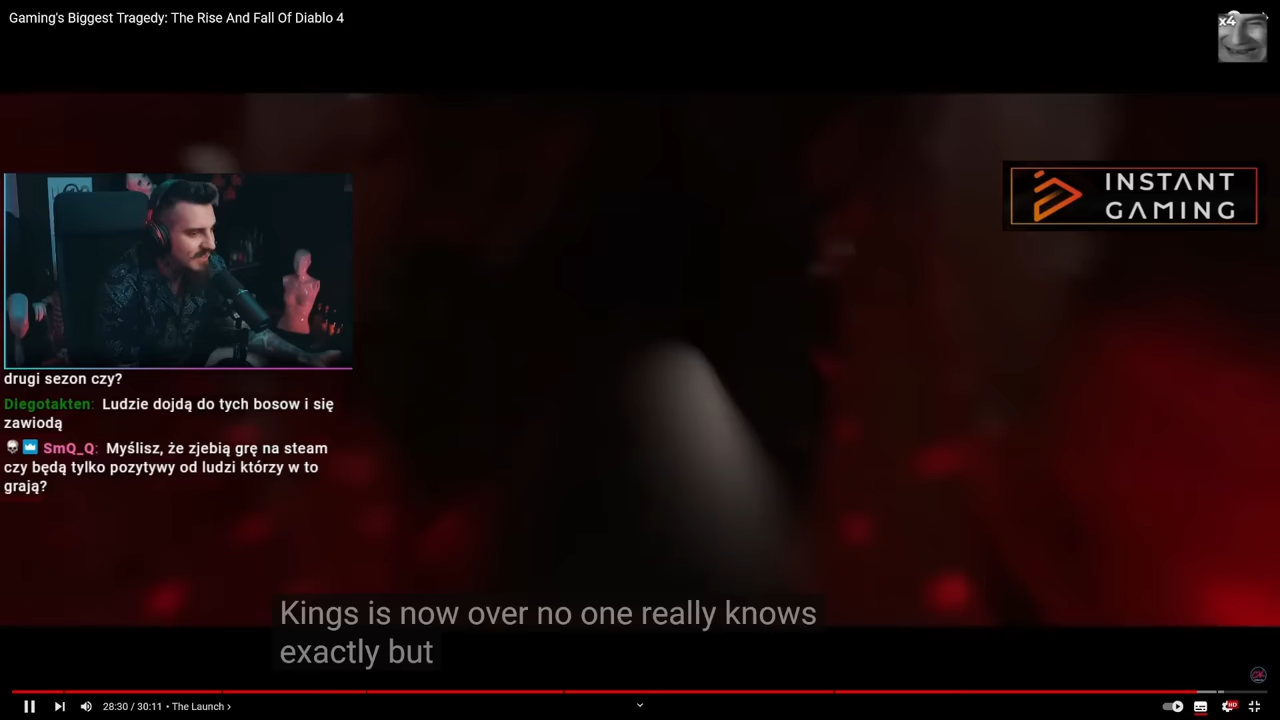 Gaming's Biggest Tragedy: The Rise And Fall Of Diablo 4
x4
INSTANT
GAMING
drugi sezon czy?
Diegotakten: Ludzie dojdą do tych bosow i się
zawiodą
SmQ_Q: Myślisz, że zjebią grę na steam
czy będą tylko pozytywy od ludzi którzy w to
grają?
Kings is now over no one really knows
exactly but
28:30 / 30:11 • The Launch ›
HD